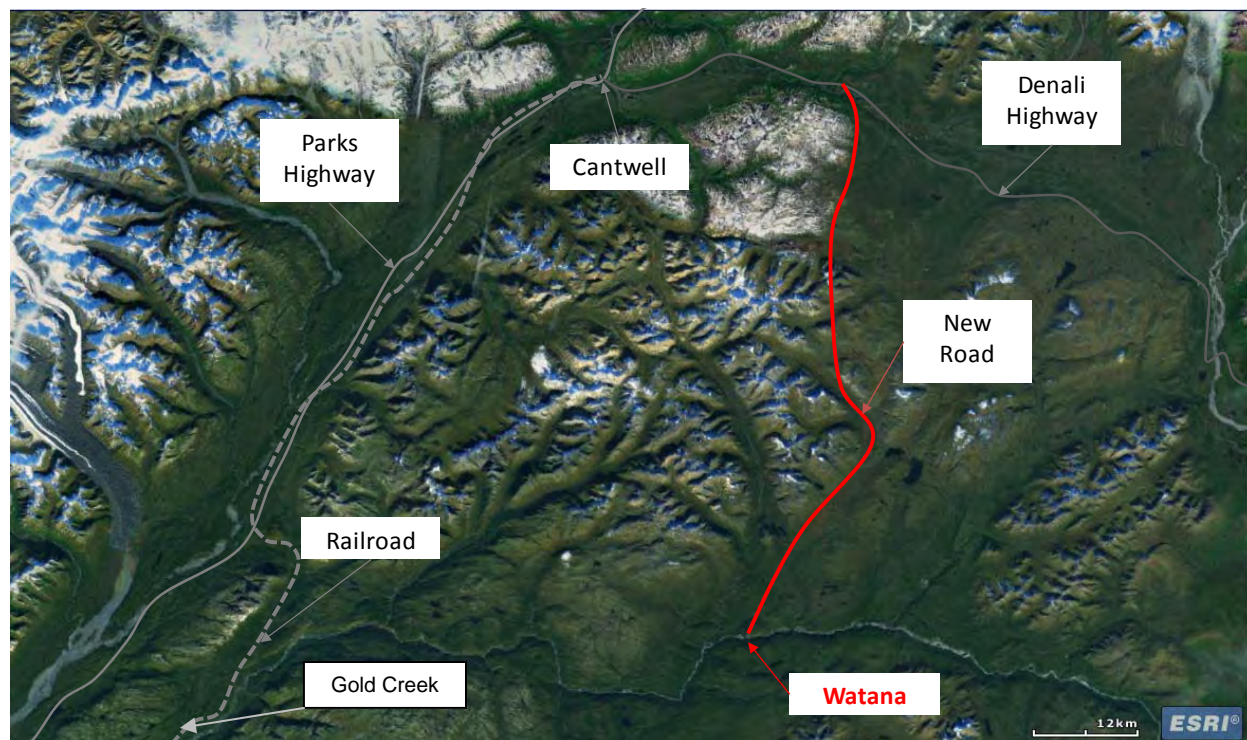 Parks
Highway
Cantwell
Denali
Highway
New
Road
Railroad
Gold Creek
Watana
12km
ESRI®